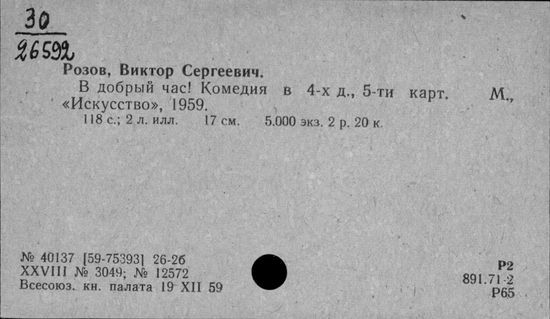 30
26592
Розов, Виктор Сергеевич.
В добрый час! Комедия в 4-х д., 5-ти карт. М.,
«Искусство», 1959.
118 с.; 2 л. илл. 17 см. 5.000 экз. 2 р. 20 к.
№ 40137 [59-75393] 26-2б
XXVIII № 3049; № 12572
Всесоюз. кн. палата 19 XII 59
Р2
891.71-2
Р65